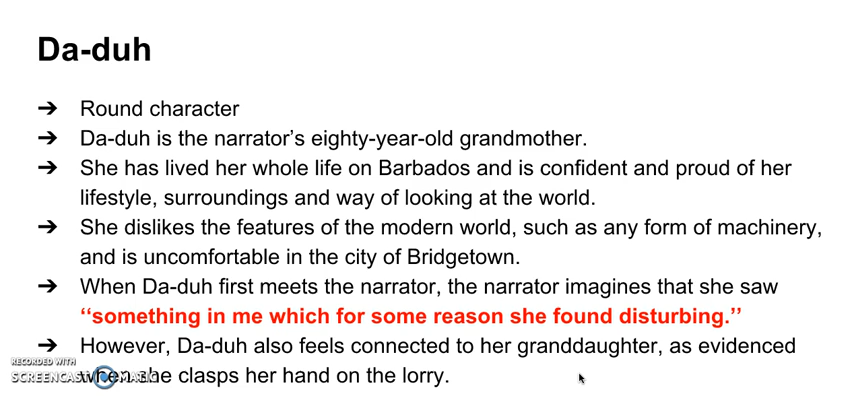 Da-duh
➔ Round character
➔ Da-duh is the narrator's eighty-year-old grandmother.
➔ She has lived her whole life on Barbados and is confident and proud of her
lifestyle, surroundings and way of looking at the world.
➔ She dislikes the features of the modern world, such as any form of machinery,
and is uncomfortable in the city of Bridgetown.
➔ When Da-duh first meets the narrator, the narrator imagines that she saw
‘‘something in me which for some reason she found disturbing.’’
➔ However, Da-duh also feels connected to her granddaughter, as evidenced
when she clasps her hand on the lorry.
RECORDED WITH
SCREENCAST-O-MATIC